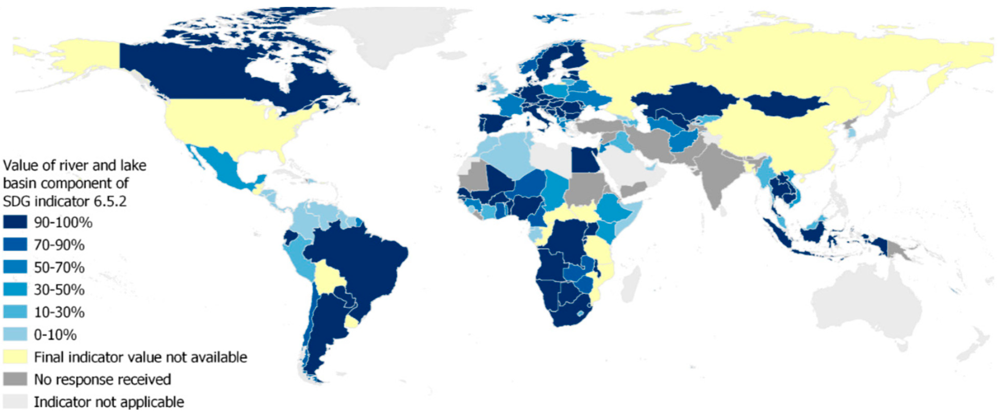 Value of river and lake
basin component of
SDG indicator 6.5.2
90-100%
70-90%
50-70%
30-50%
10-30%
0-10%
Final indicator value not available
No response received
Indicator not applicable